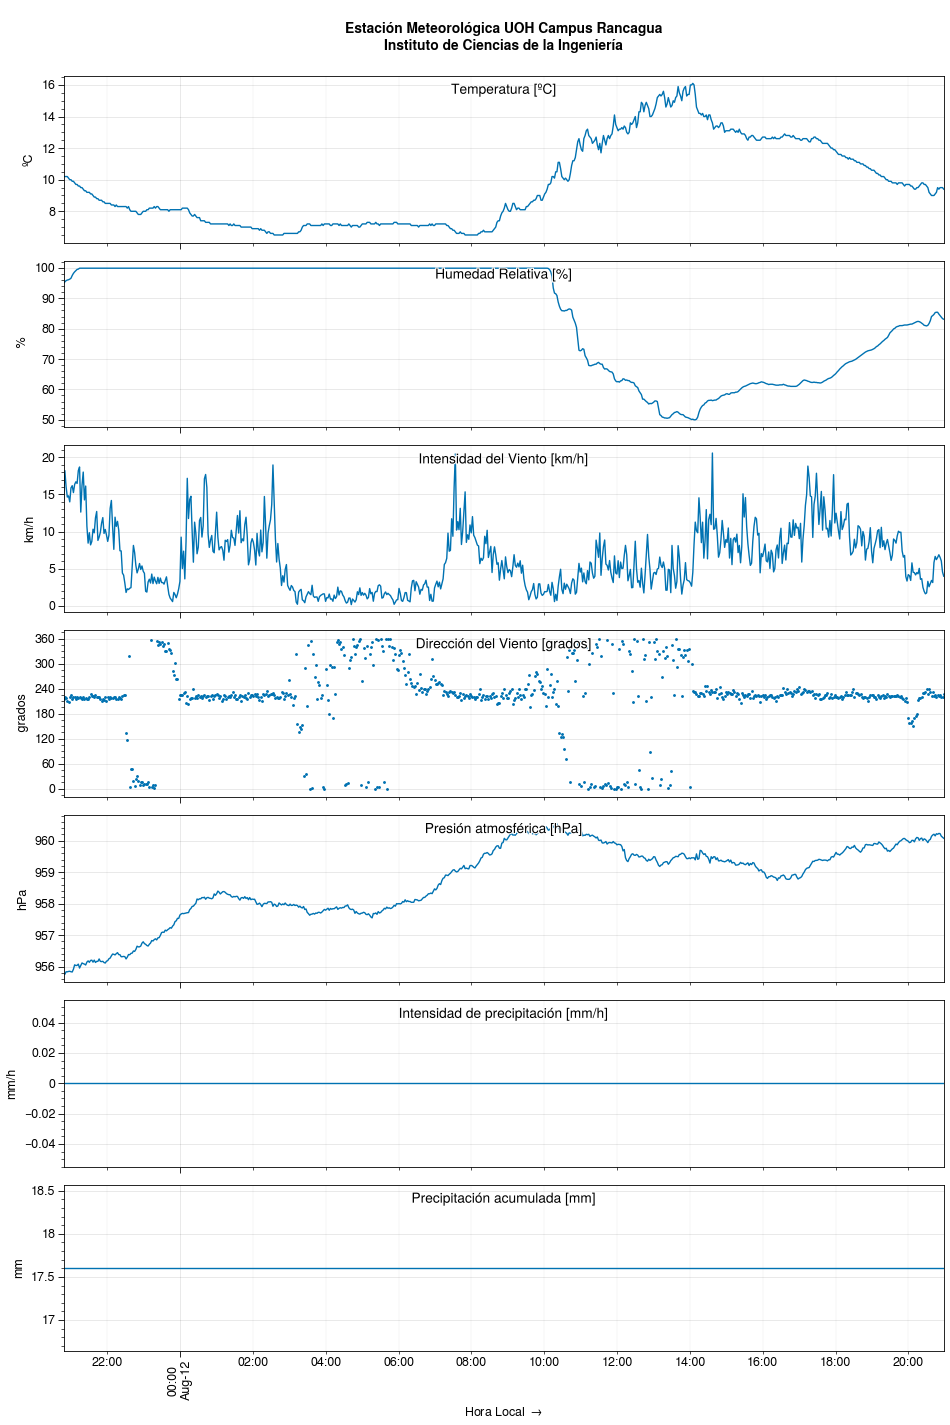 Estación Meteorológica UOH Campus Rancagua
Instituto de Ciencias de la Ingeniería
Temperatura [ºC]
16
14
12
10
8
ºC
Humedad Relativa [%]
100
90
80
70
60
50
%
Intensidad del Viento [km/h]
20
15
10
5
0
km/h
Dirección del Viento [grados]
360
300
240
180
120
60
0
grados
Presión atmosférica [hPa]
960
959
958
957
956
hPa
Intensidad de precipitación [mm/h]
0.04
0.02
0
−0.02
−0.04
mm/h
Precipitación acumulada [mm]
18.5
18
17.5
17
mm
22:00
00:00
Aug-12
02:00
04:00
06:00
08:00
10:00
12:00
14:00
16:00
18:00
20:00
Hora Local →